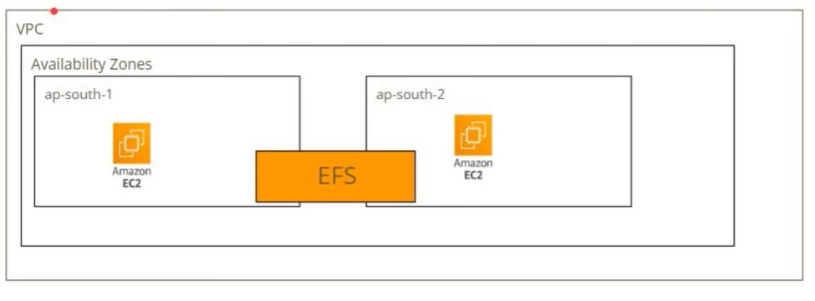 VPC
Availability Zones
ap-south-1
ap-south-2
Amazon
EC2
EFS
Amazon
EC2